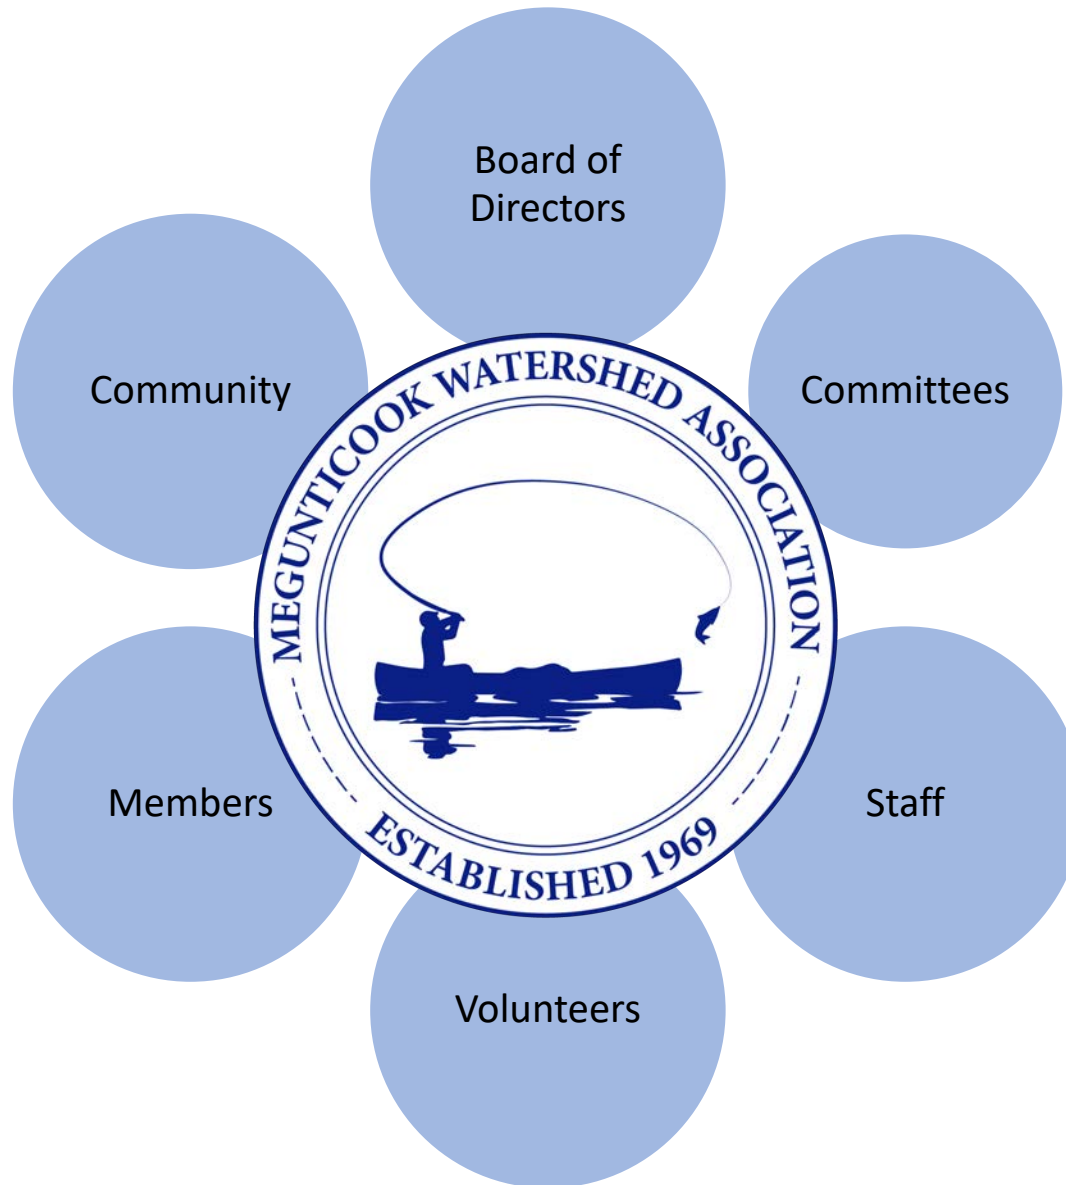 Board of
Directors
Community
Committees
MEGUNTICOOK WATERSHED ASSOCIATION
Members
Staff
ESTABLISHED 1969
Volunteers